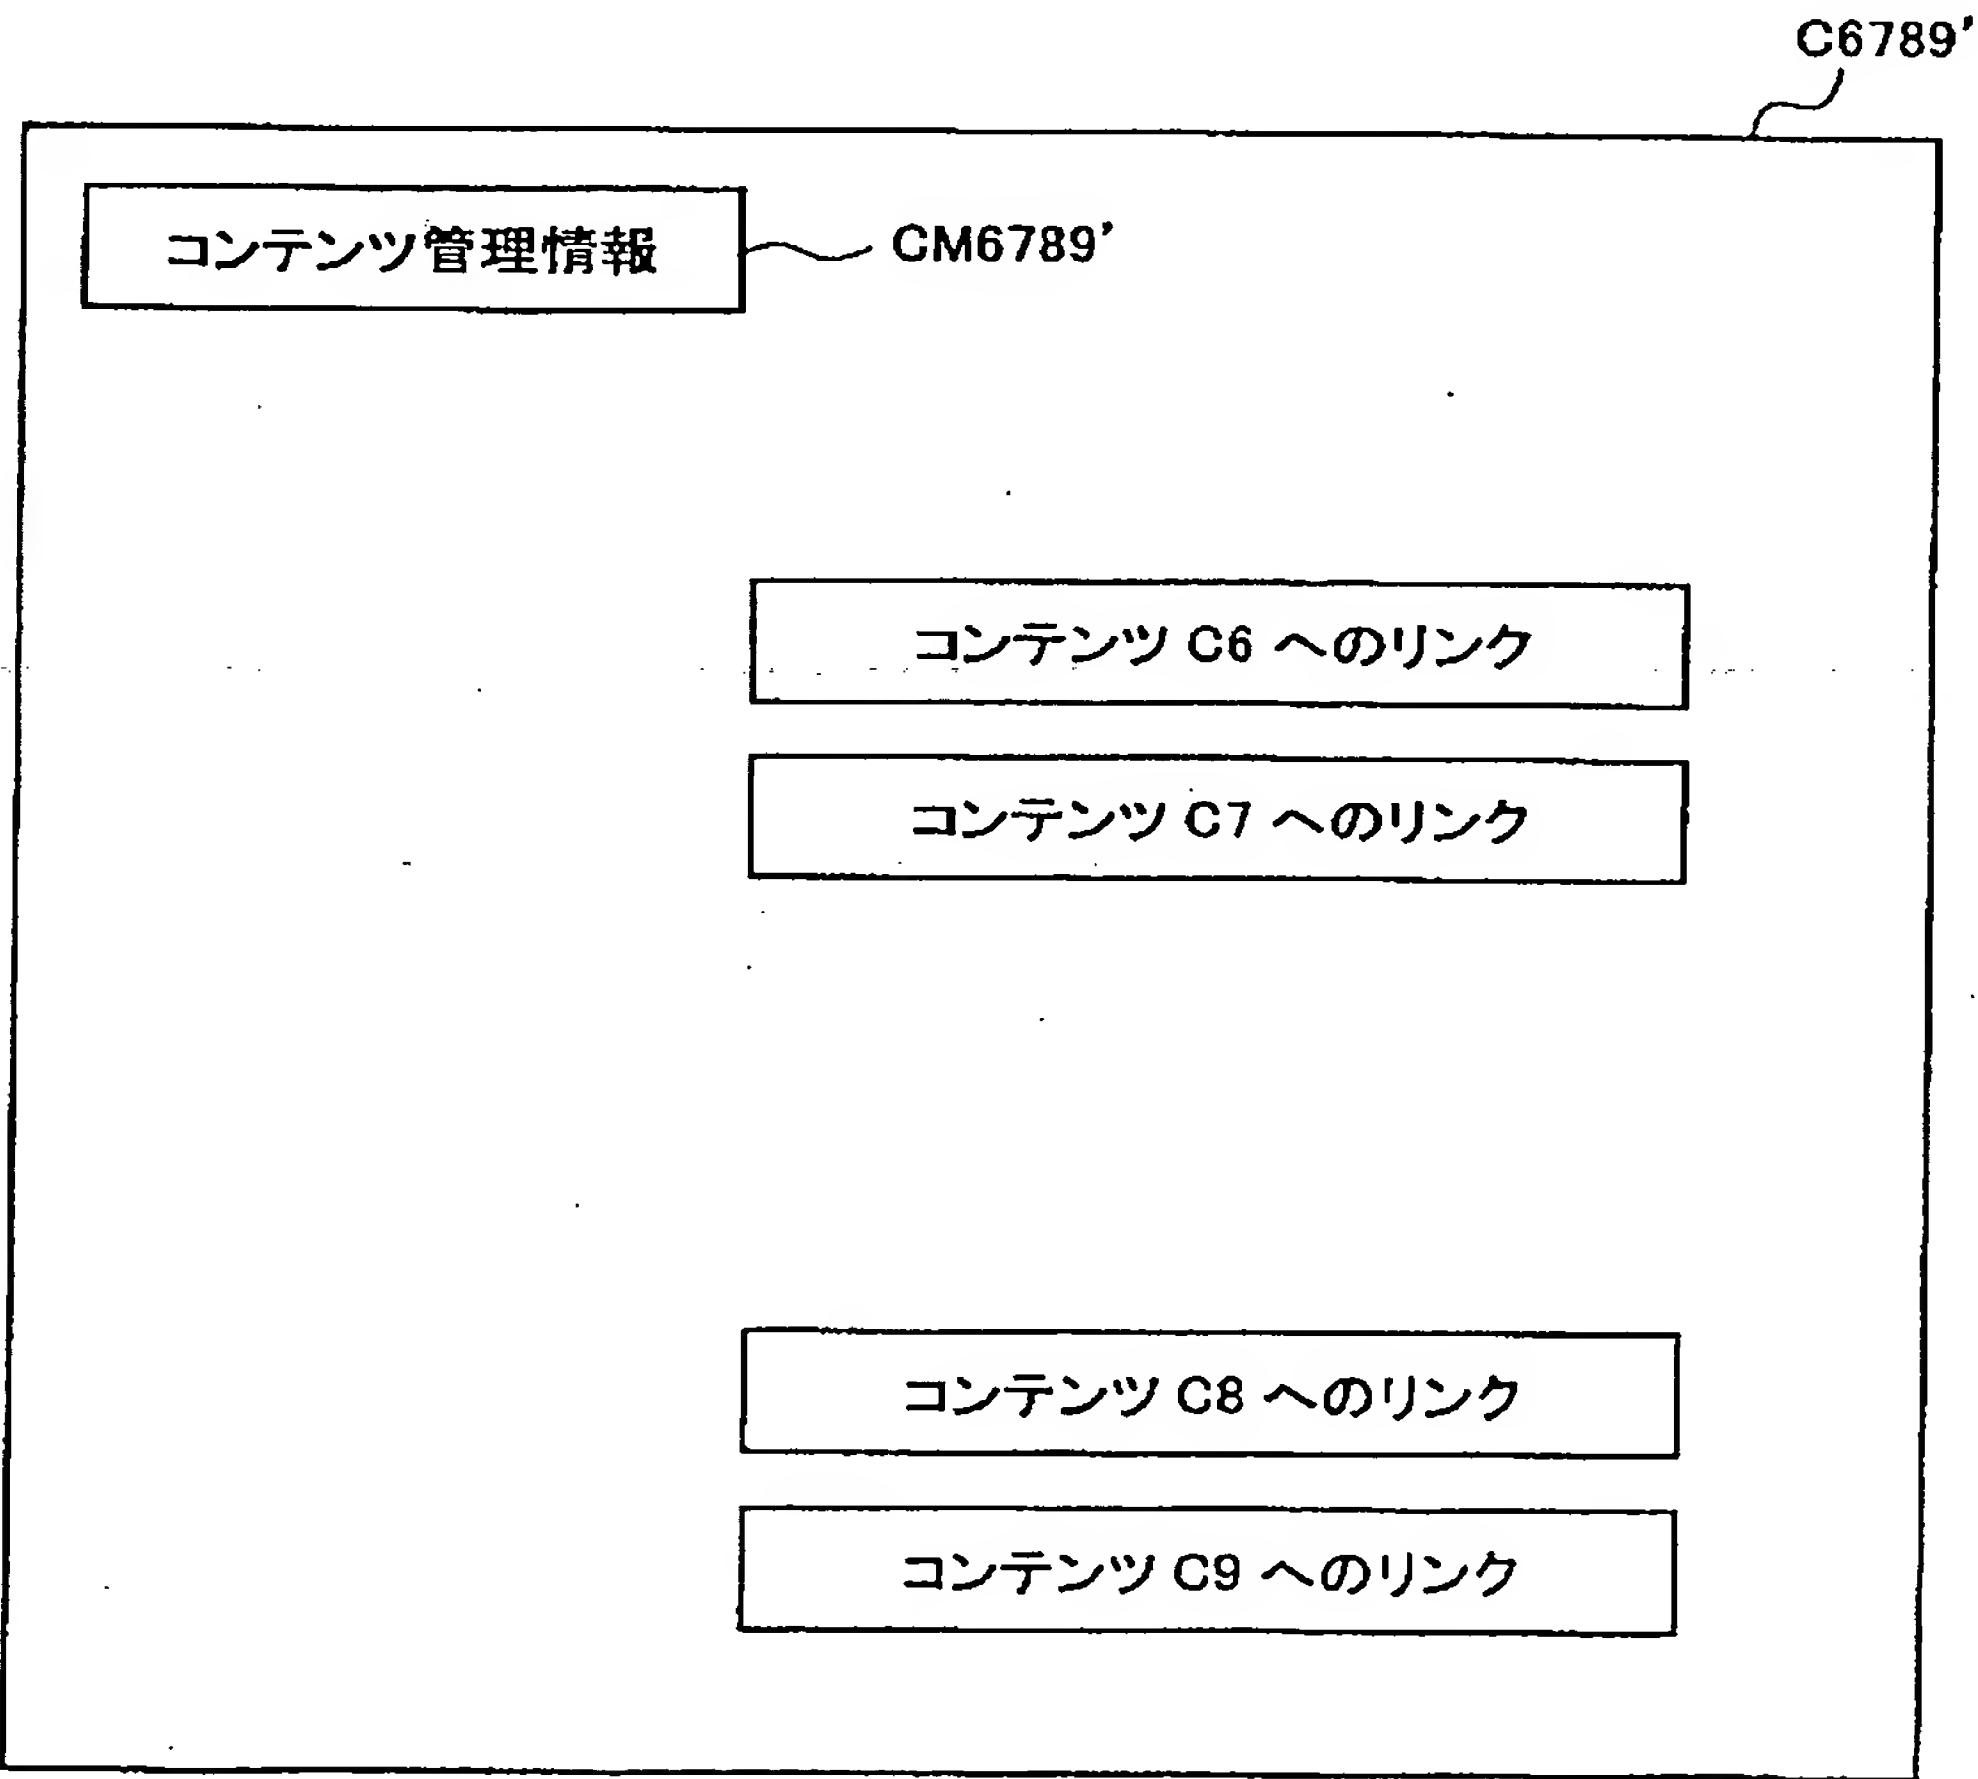 C6789'
コンテンツ管理情報
CM6789'
コンテンツ C6 へのリンク
コンテンツ C7 へのリンク
コンテンツ C8 へのリンク
コンテンツ C9 へのリンク